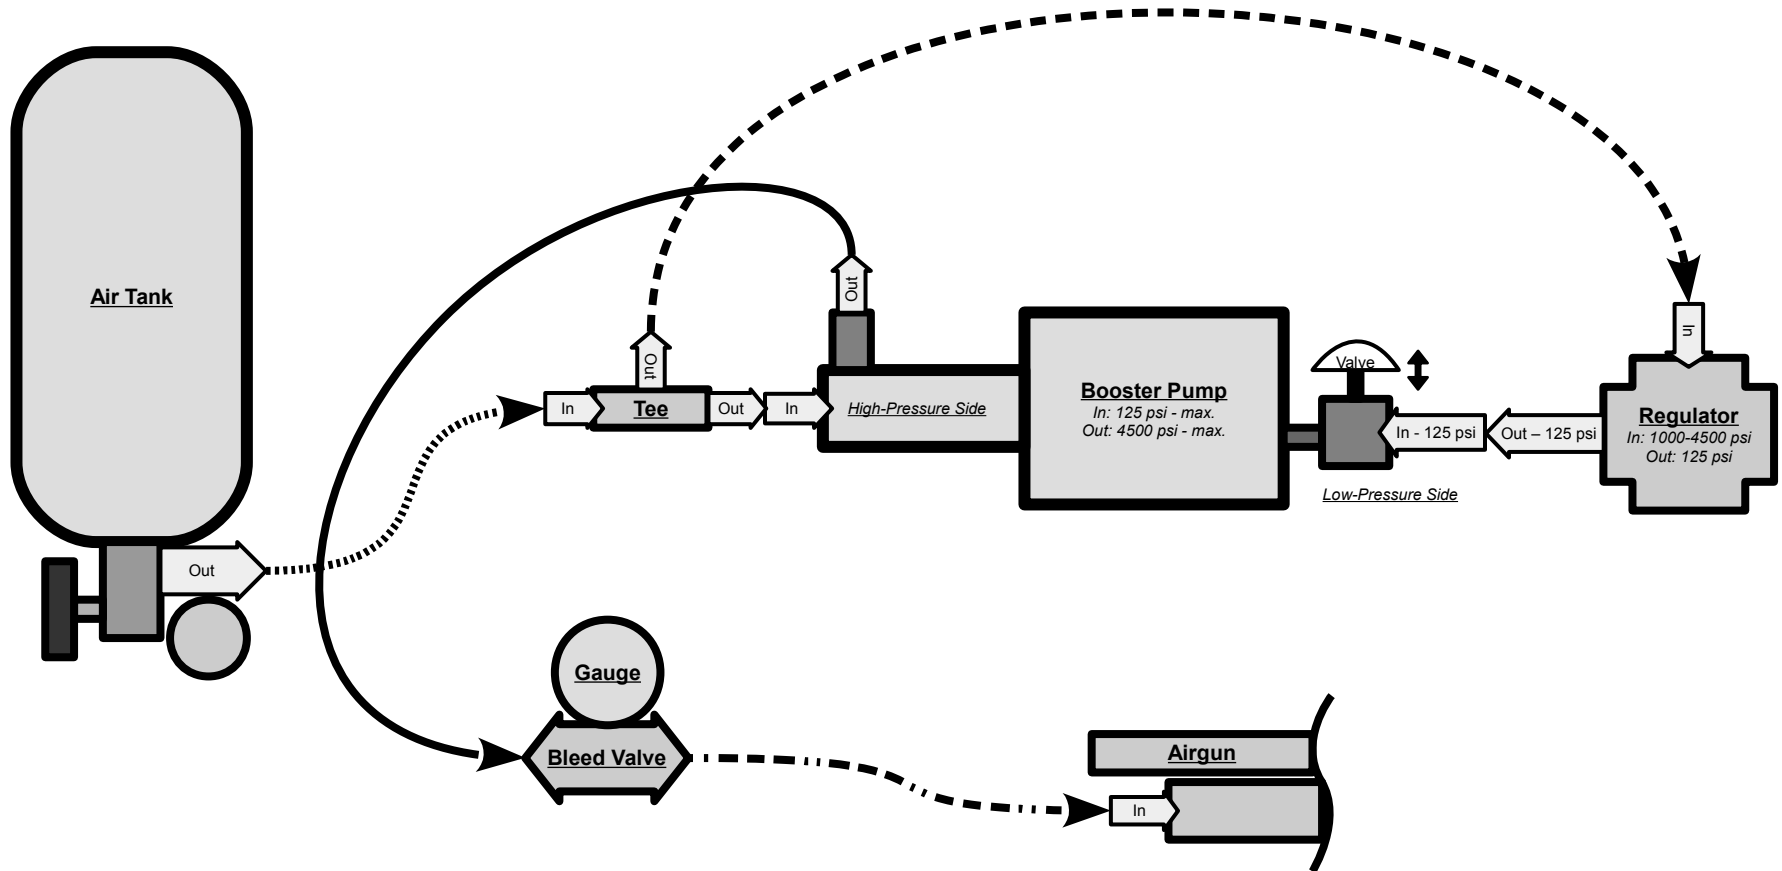 Air Tank
Out
In
Tee
Out
Out
In
High-Pressure Side
Out
Booster Pump
In: 125 psi - max.
Out: 4500 psi - max.
Valve
In - 125 psi
Out – 125 psi
Low-Pressure Side
In
Regulator
In: 1000-4500 psi
Out: 125 psi
Gauge
Bleed Valve
Airgun
In